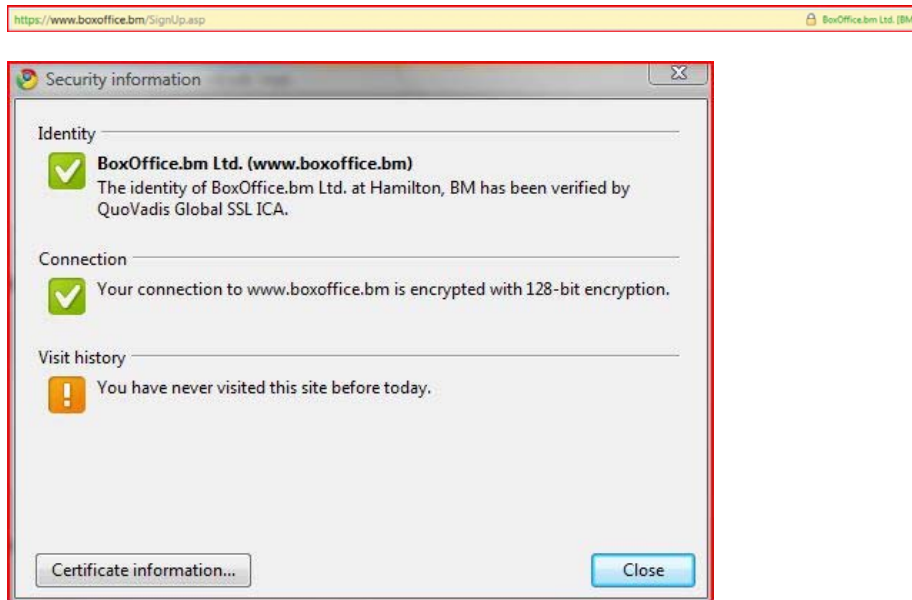 https://www.boxoffice.bm/SignUp.asp BoxOffice.bm Ltd. [BM
Security information
Identity
BoxOffice.bm Ltd. (www.boxoffice.bm)
The identity of BoxOffice.bm Ltd. at Hamilton, BM has been verified by
QuoVadis Global SSL ICA.
Connection
Your connection to www.boxoffice.bm is encrypted with 128-bit encryption.
Visit history
You have never visited this site before today.
Certificate information... Close